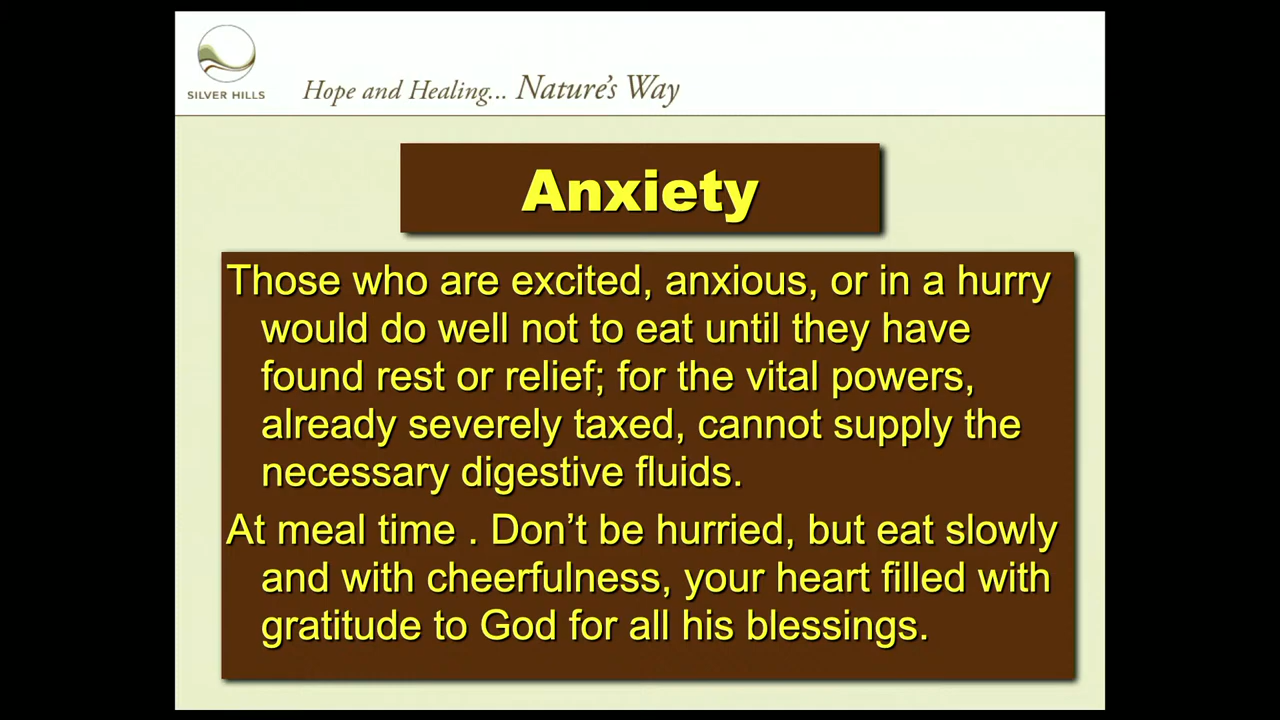 SILVER HILLS
Hope and Healing... Nature's Way
Anxiety
Those who are excited, anxious, or in a hurry
would do well not to eat until they have
found rest or relief; for the vital powers,
already severely taxed, cannot supply the
necessary digestive fluids.
At meal time . Don't be hurried, but eat slowly
and with cheerfulness, your heart filled with
gratitude to God for all his blessings.